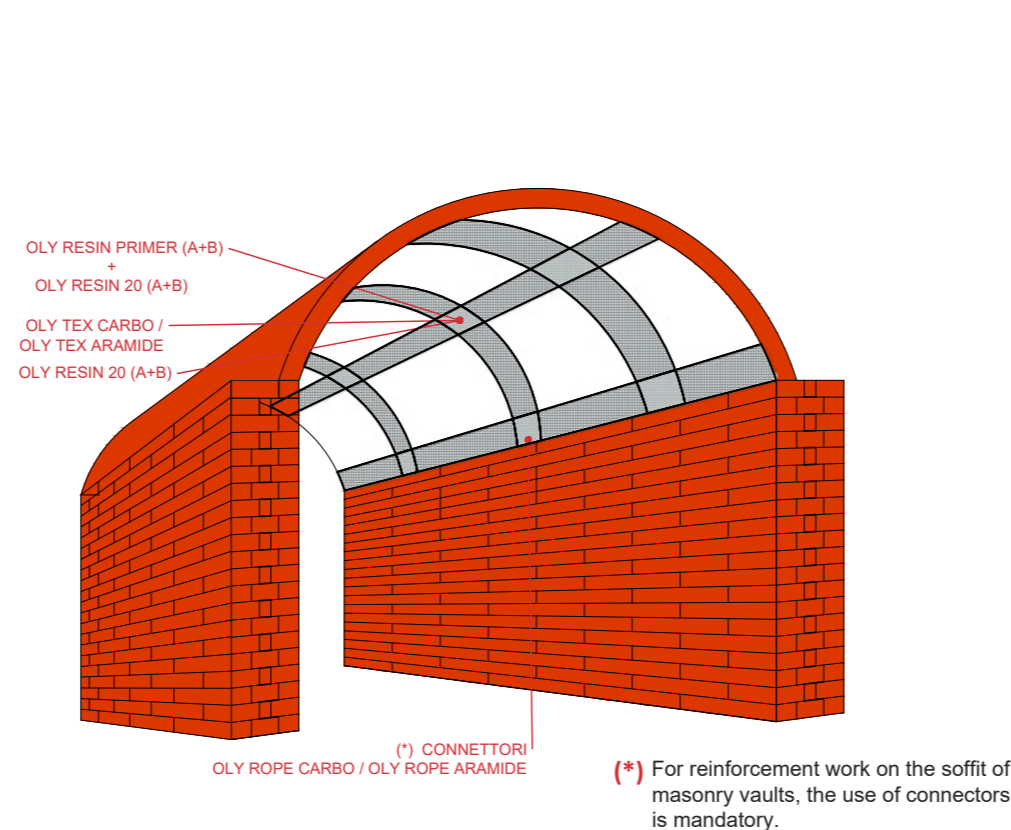 OLY RESIN PRIMER (A+B)
+
OLY RESIN 20 (A+B)
OLY TEX CARBO /
OLY TEX ARAMIDE
OLY RESIN 20 (A+B)
(*) CONNETTORI
OLY ROPE CARBO / OLY ROPE ARAMIDE
(*) For reinforcement work on the soffit of
masonry vaults, the use of connectors
is mandatory.